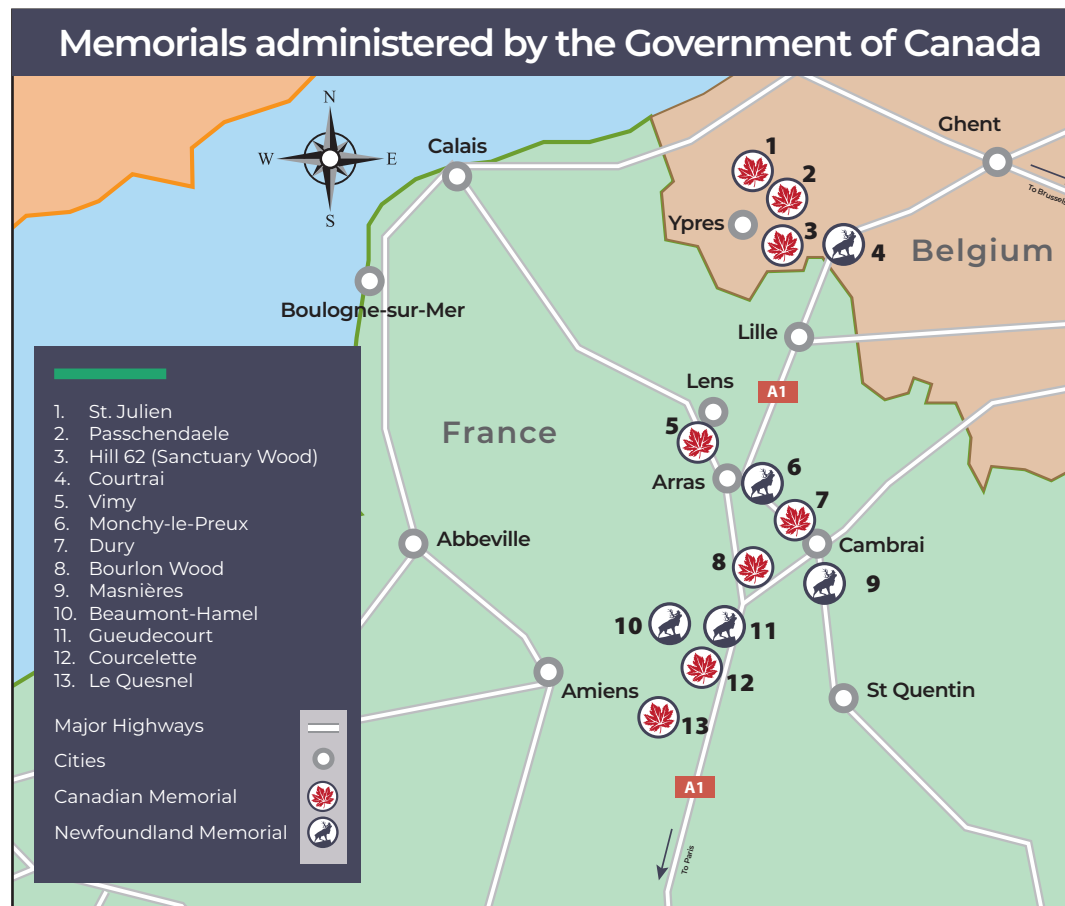 Memorials administered by the Government of Canada
N
W
E
S
Calais
Ghent
To Brussels
1
2
Ypres
3
4
Belgium
Boulogne-sur-Mer
Lille
A1
Lens
France
5
Arras
6
7
Abbeville
Cambrai
8
9
10
11
12
Amiens
St Quentin
13
A1
To Paris
1. St. Julien
2. Passchendaele
3. Hill 62 (Sanctuary Wood)
4. Courtrai
5. Vimy
6. Monchy-le-Preux
7. Dury
8. Bourlon Wood
9. Masnières
10. Beaumont-Hamel
11. Gueudecourt
12. Courcelette
13. Le Quesnel
Major Highways
Cities
Canadian Memorial
Newfoundland Memorial